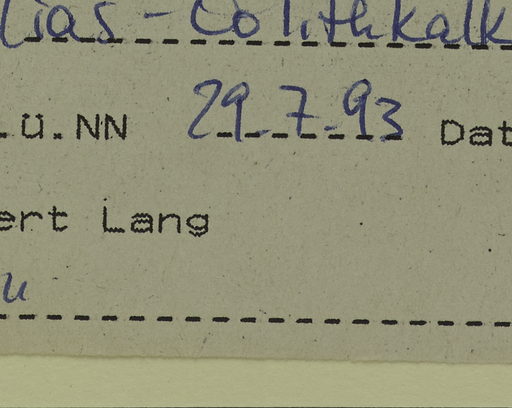 Lias-Oolithkalk
.ü.NN 29.7.93 Dat
ert Lang
u